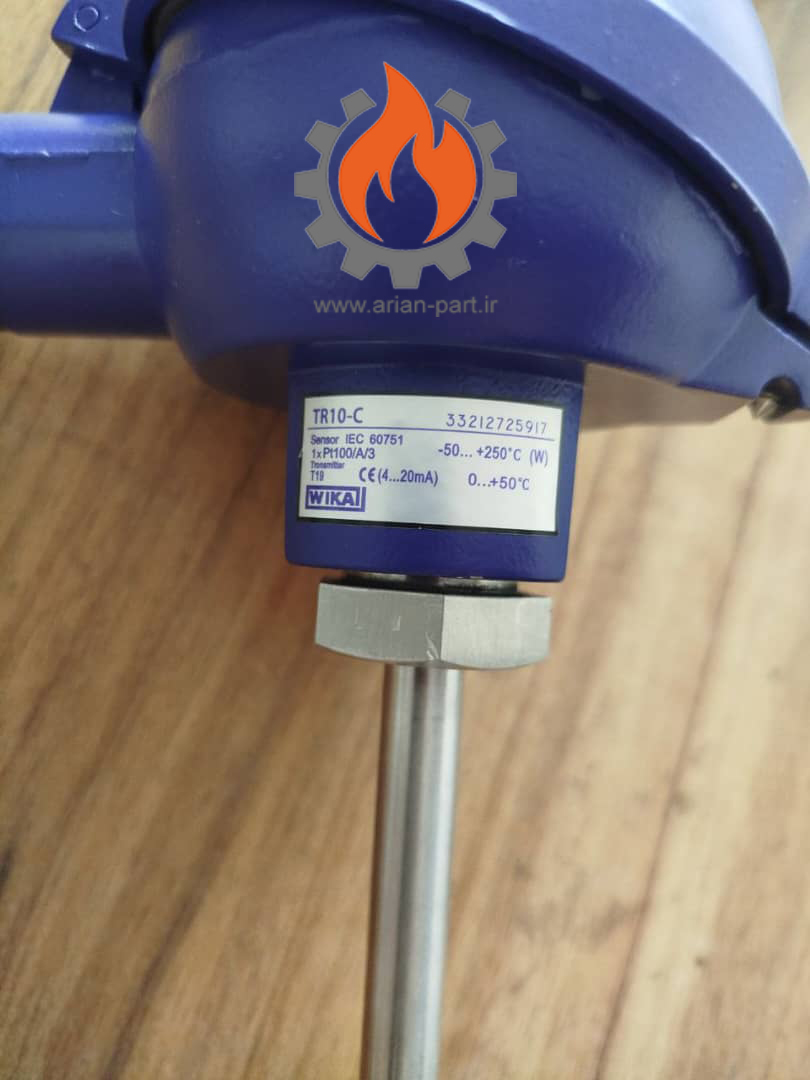 www.arian-part.ir
TR10-C 33212725917
Sensor IEC 60751
1xPt100/A/3 -50... +250°C (W)
Transmitter
T19 CE (4...20mA) 0...+50°C
WIKA